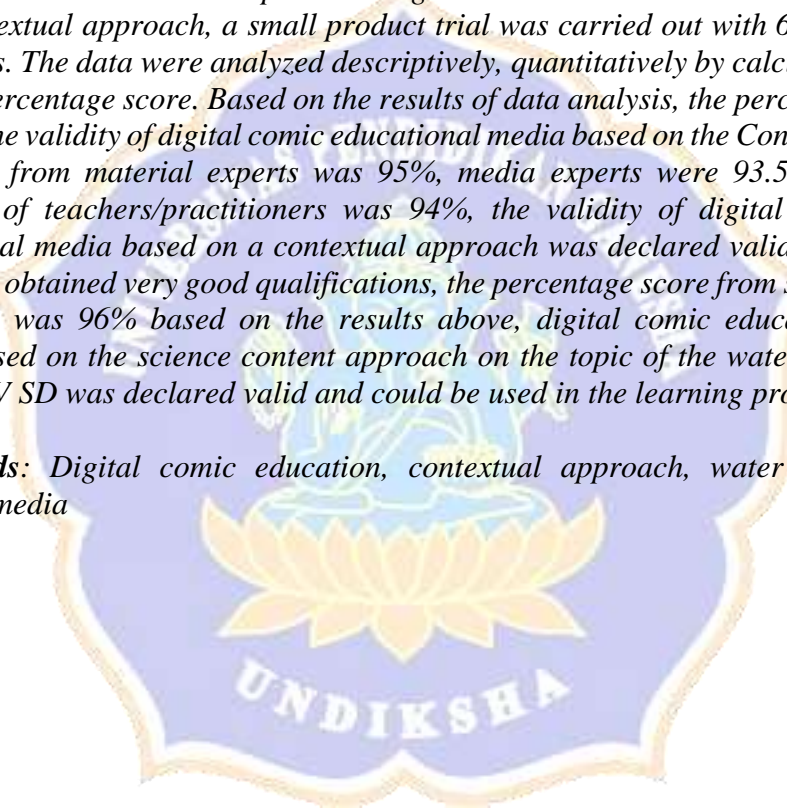 extual approach, a small product trial was carried out with 6
s. The data were analyzed descriptively, quantitatively by calc
ercentage score. Based on the results of data analysis, the perc
he validity of digital comic educational media based on the Con
from material experts was 95%, media experts were 93.5
of teachers/practitioners was 94%, the validity of digital
al media based on a contextual approach was declared valid
obtained very good qualifications, the percentage score from s
was 96% based on the results above, digital comic educa
sed on the science content approach on the topic of the wate
V SD was declared valid and could be used in the learning pro
ds: Digital comic education, contextual approach, water
media
UNIVERSITAS PENDIDIKAN GANESHA
UNDIKSHA